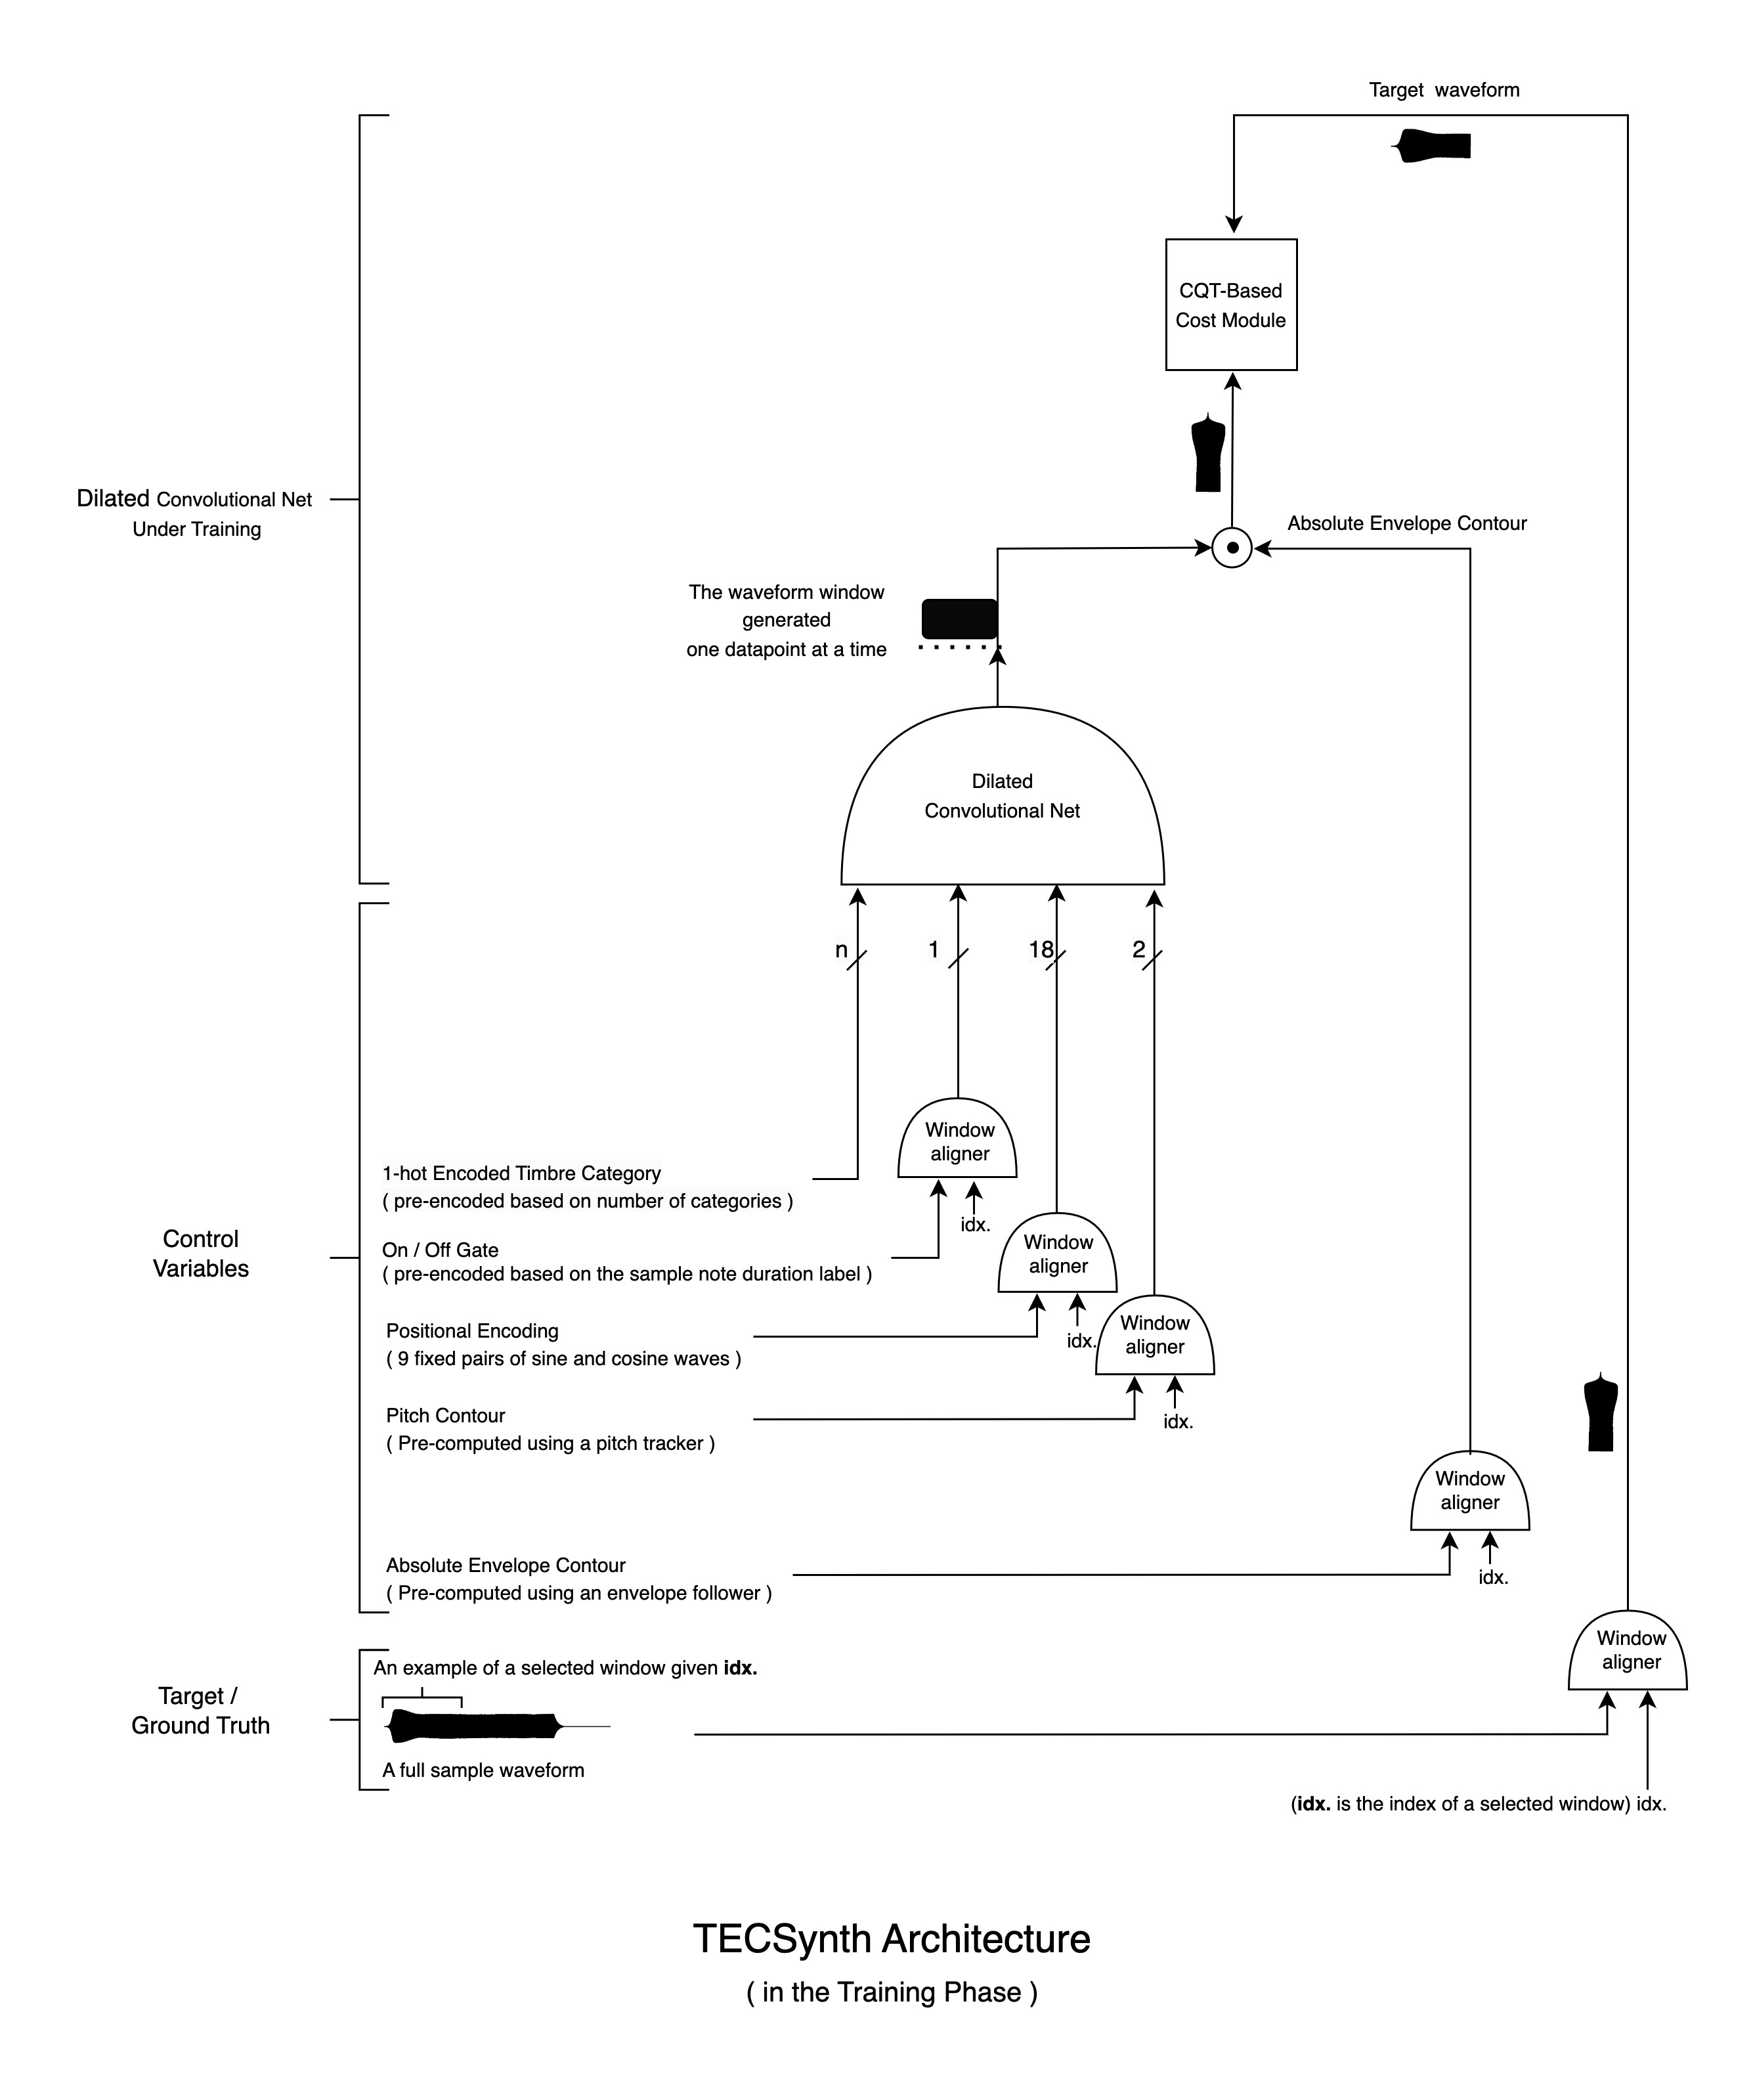 Target waveform
CQT-Based
Cost Module
Dilated Convolutional Net
Under Training
Absolute Envelope Contour
The waveform window
generated
one datapoint at a time
Dilated
Convolutional Net
n
1
18
2
Window
aligner
idx.
Window
aligner
idx.
Window
aligner
idx.
Control
Variables
1-hot Encoded Timbre Category
( pre-encoded based on number of categories )
On / Off Gate
( pre-encoded based on the sample note duration label )
Positional Encoding
( 9 fixed pairs of sine and cosine waves )
Pitch Contour
( Pre-computed using a pitch tracker )
Window
aligner
idx.
Absolute Envelope Contour
( Pre-computed using an envelope follower )
Window
aligner
Target /
Ground Truth
An example of a selected window given idx.
A full sample waveform
(idx. is the index of a selected window) idx.
TECSynth Architecture
( in the Training Phase )